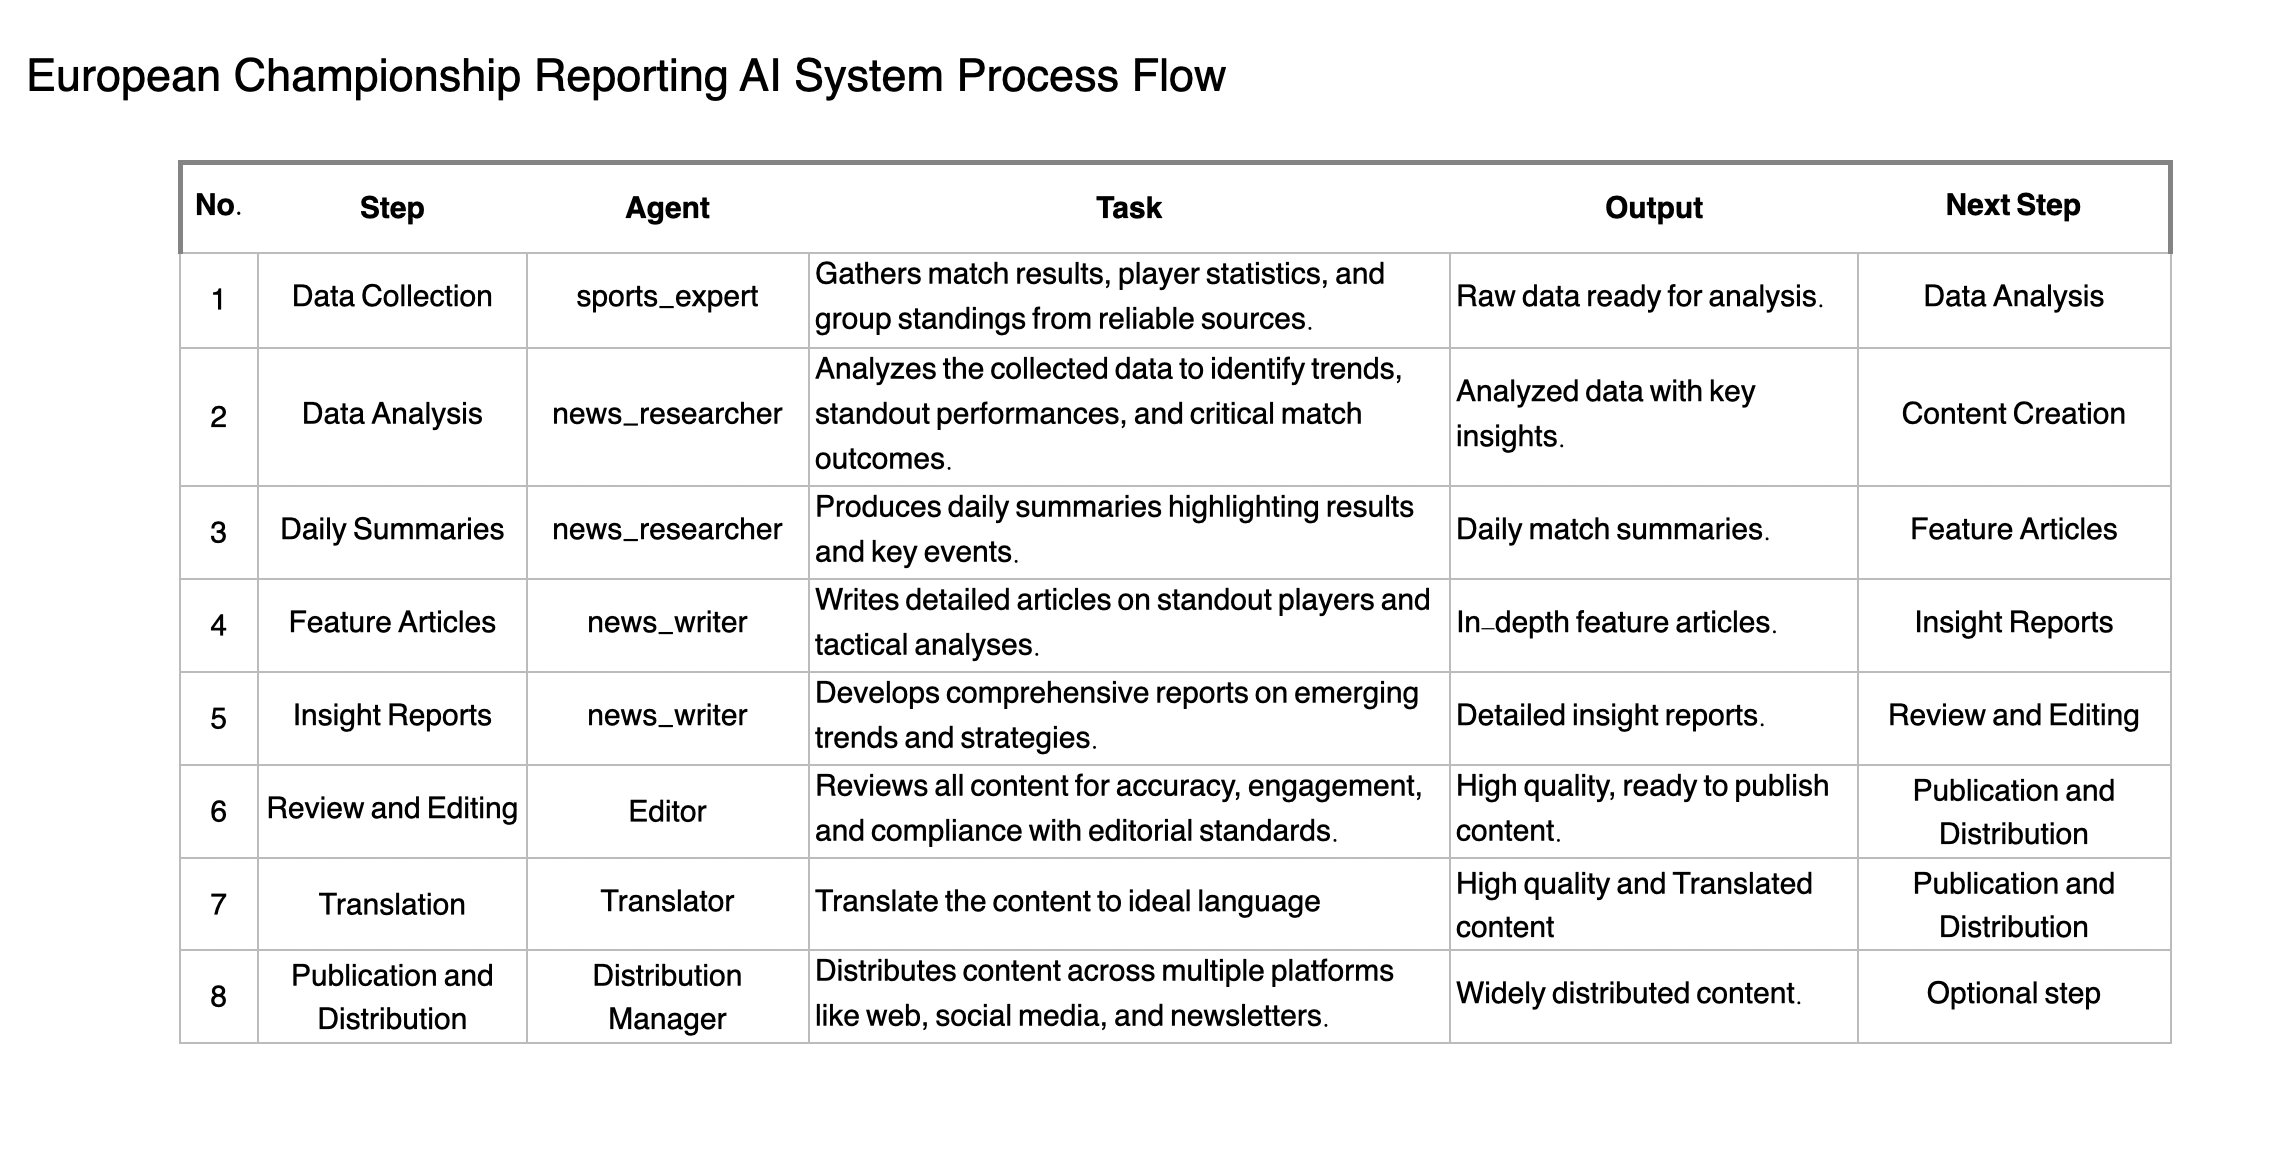 European Championship Reporting AI System Process Flow
No. Step Agent Task Output Next Step
1 Data Collection sports_expert Gathers match results, player statistics, and
group standings from reliable sources. Raw data ready for analysis. Data Analysis
2 Data Analysis news_researcher Analyzes the collected data to identify trends,
standout performances, and critical match
outcomes. Analyzed data with key
insights. Content Creation
3 Daily Summaries news_researcher Produces daily summaries highlighting results
and key events. Daily match summaries. Feature Articles
4 Feature Articles news_writer Writes detailed articles on standout players and
tactical analyses. In-depth feature articles. Insight Reports
5 Insight Reports news_writer Develops comprehensive reports on emerging
trends and strategies. Detailed insight reports. Review and Editing
6 Review and Editing Editor Reviews all content for accuracy, engagement,
and compliance with editorial standards. High quality, ready to publish
content. Publication and
Distribution
7 Translation Translator Translate the content to ideal language High quality and Translated
content Publication and
Distribution
8 Publication and
Distribution Distribution
Manager Distributes content across multiple platforms
like web, social media, and newsletters. Widely distributed content. Optional step